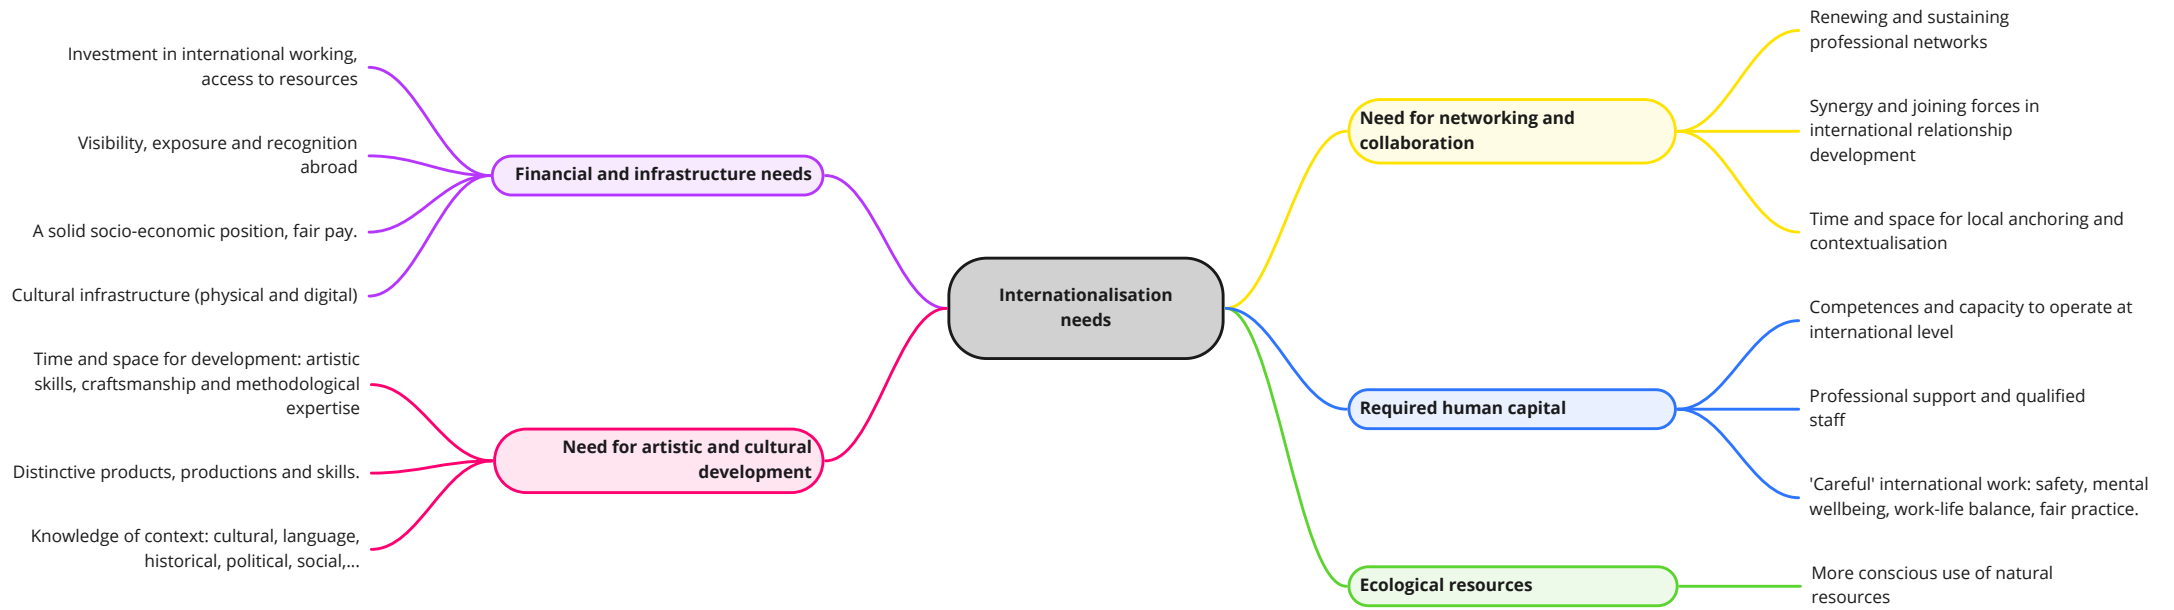 Investment in international working,
access to resources
Visibility, exposure and recognition
abroad
A solid socio-economic position, fair pay.
Cultural infrastructure (physical and digital)
Financial and infrastructure needs
Time and space for development: artistic
skills, craftsmanship and methodological
expertise
Distinctive products, productions and skills.
Knowledge of context: cultural, language,
historical, political, social,...
Need for artistic and cultural
development
Internationalisation
needs
Need for networking and
collaboration
Renewing and sustaining
professional networks
Synergy and joining forces in
international relationship
development
Time and space for local anchoring and
contextualisation
Required human capital
Competences and capacity to operate at
international level
Professional support and qualified
staff
'Careful' international work: safety, mental
wellbeing, work-life balance, fair practice.
Ecological resources
More conscious use of natural
resources